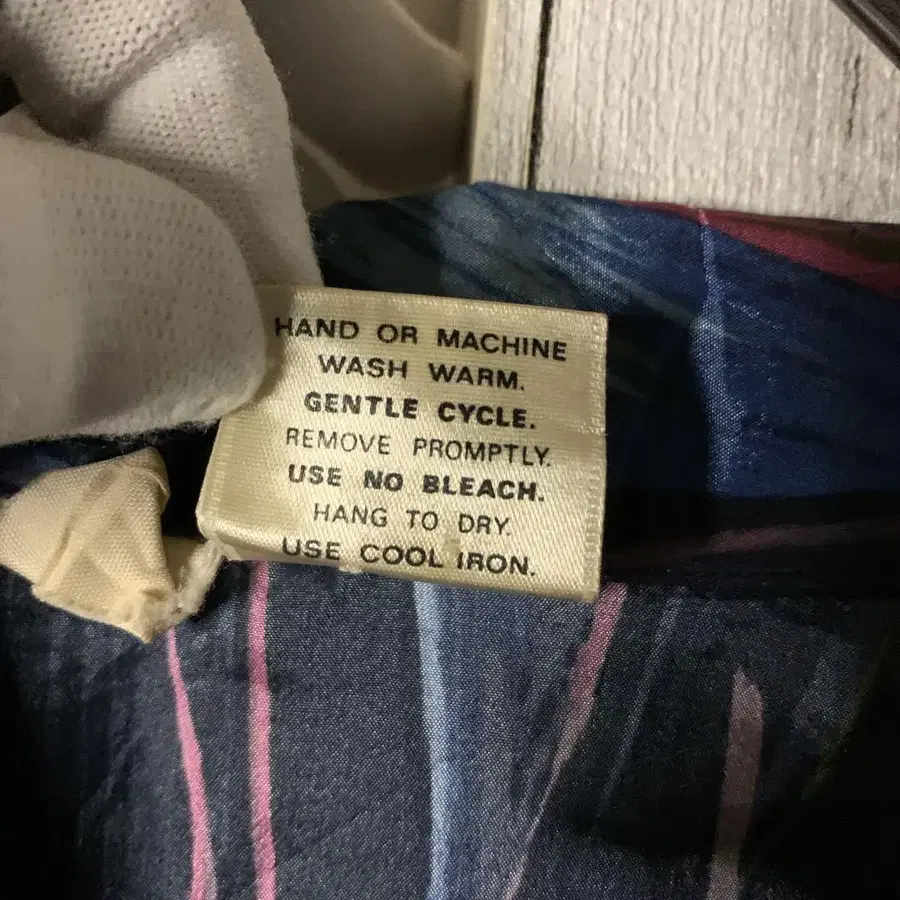 HAND OR MACHINE
WASH WARM.
GENTLE CYCLE.
REMOVE PROMPTLY.
USE NO BLEACH.
HANG TO DRY.
USE COOL IRON.